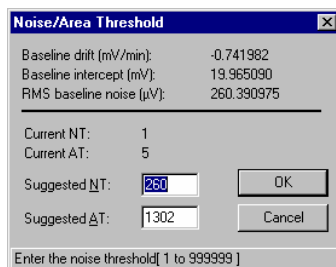 Noise/Area Threshold
Baseline drift (mV/min): -0.741982
Baseline intercept (mV): 19.965090
RMS baseline noise (µV): 260.390975
Current NT: 1
Current AT: 5
Suggested NT: 260 OK
Suggested AT: 1302 Cancel
Enter the noise threshold[ 1 to 999999 ]